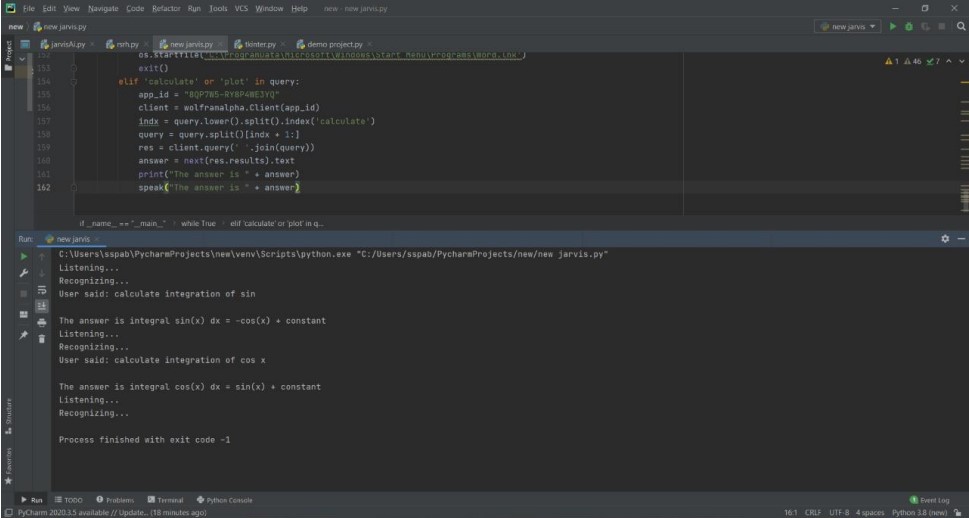 File Edit View Navigate Code Refactor Run Tools VCS Window Help new - new jarvis.py
new new jarvis.py
new jarvis
jarvisAi.py rsrh.py new jarvis.py tkinter.py demo project.py
152 os.startfile('C:\ProgramData\Microsoft\Windows\Start Menu\Programs\Word.lnk')
1 46 7
153 exit()
154 elif 'calculate' or 'plot' in query:
155 app_id = "8QP7W5-RY8P4WE3YQ"
156 client = wolframalpha.Client(app_id)
157 indx = query.lower().split().index('calculate')
158 query = query.split()[indx + 1:]
159 res = client.query(' '.join(query))
160 answer = next(res.results).text
161 print("The answer is " + answer)
162 speak("The answer is " + answer)
if __name__ == "__main__" while True elif 'calculate' or 'plot' in q...
Run: new jarvis
C:\Users\sspab\PycharmProjects\new\venv\Scripts\python.exe "C:/Users/sspab/PycharmProjects/new/new jarvis.py"
Listening...
Recognizing...
User said: calculate integration of sin
The answer is integral sin(x) dx = -cos(x) + constant
Listening...
Recognizing...
User said: calculate integration of cos x
The answer is integral cos(x) dx = sin(x) + constant
Listening...
Recognizing...
Process finished with exit code -1
Project
Structure
Favorites
Run TODO Problems Terminal Python Console Event Log
PyCharm 2020.3.5 available // Update... (18 minutes ago) 16:1 CRLF UTF-8 4 spaces Python 3.8 (new)